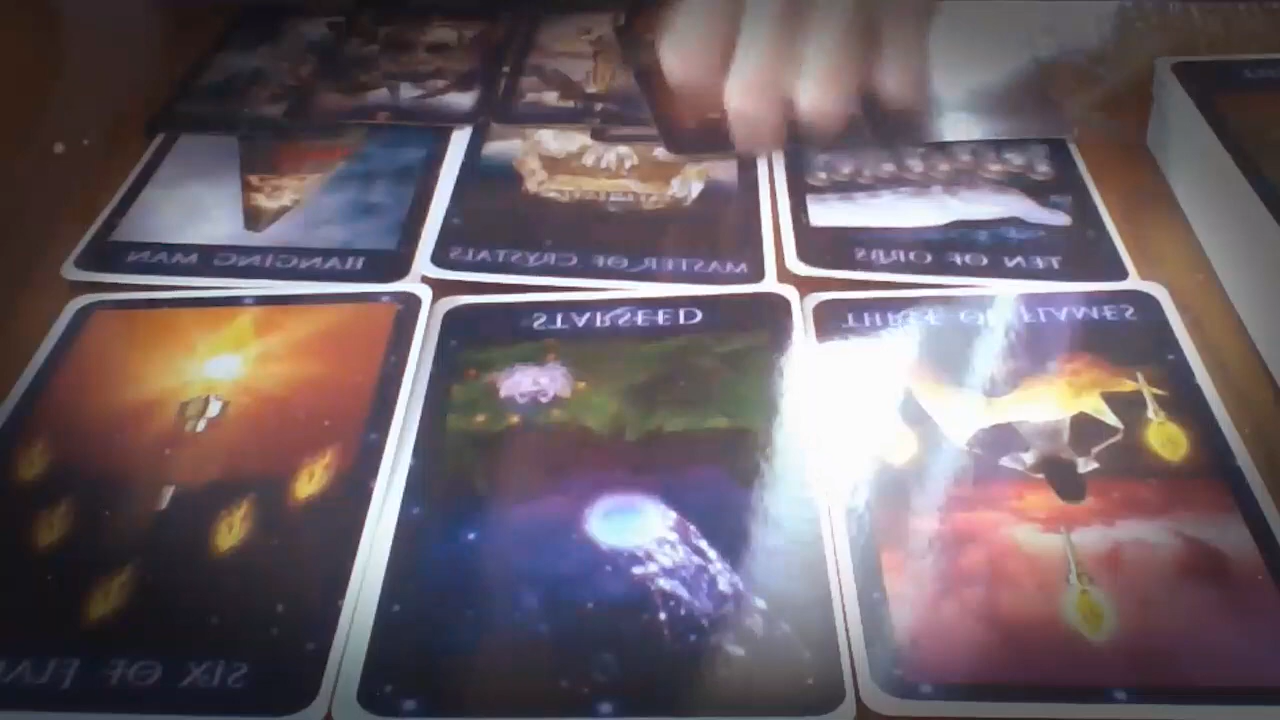 HANGING MAN
MASTER OF CRYSTALS
TEN OF ORBS
STARSEED
THREE OF FLAMES
SIX OF